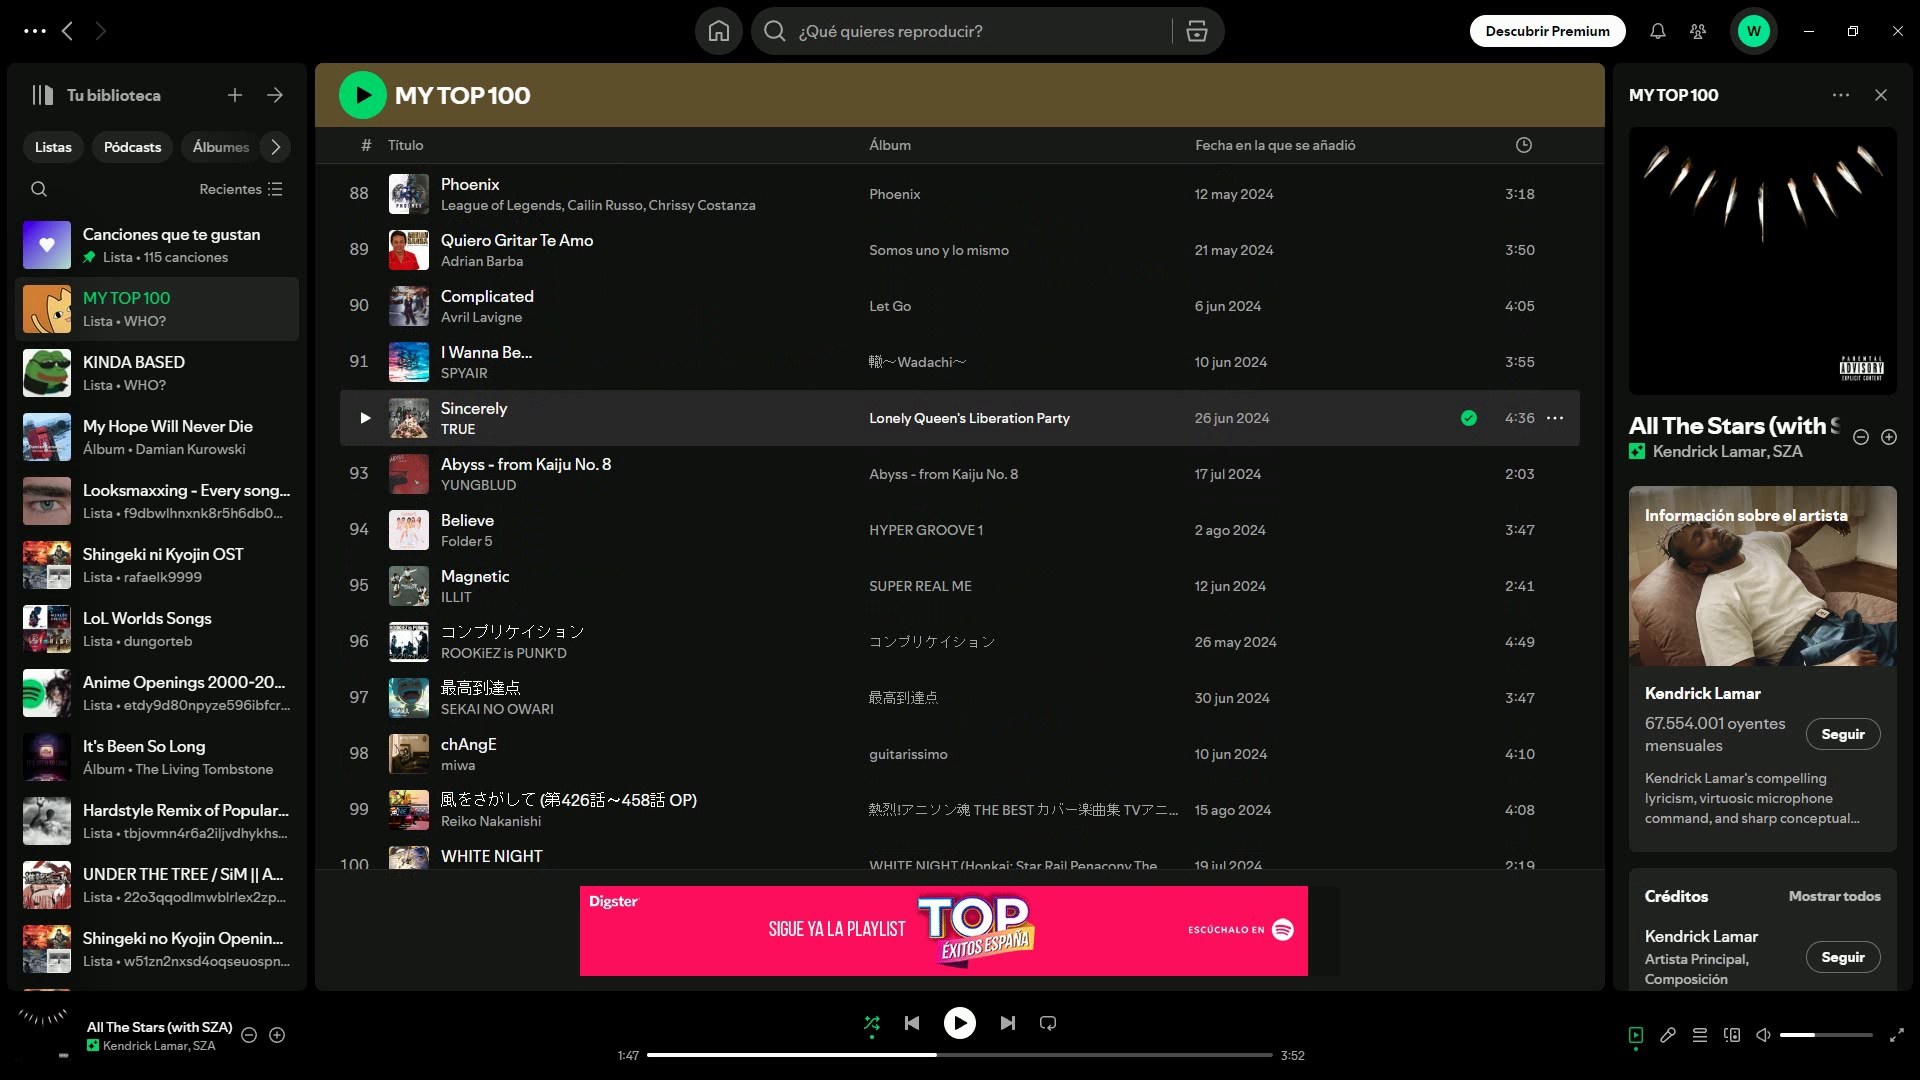 ¿Qué quieres reproducir?
Descubrir Premium
W
Tu biblioteca
Listas
Pódcasts
Álbumes
Recientes
Canciones que te gustan
Lista • 115 canciones
MY TOP 100
Lista • WHO?
KINDA BASED
Lista • WHO?
My Hope Will Never Die
Álbum • Damian Kurowski
Looksmaxxing - Every song...
Lista • f9dbwlhnxnk8r5h6db0...
Shingeki ni Kyojin OST
Lista • rafaelk9999
LoL Worlds Songs
Lista • dungorteb
Anime Openings 2000-20...
Lista • etdy9d80npyze596ibfcr...
It's Been So Long
Álbum • The Living Tombstone
Hardstyle Remix of Popular...
Lista • tbjovmn4r6a2iljvdhykhs...
UNDER THE TREE / SiM || A...
Lista • 22o3qqodlmwblrlex2zp...
Shingeki no Kyojin Openin...
Lista • w51zn2nxsd4oqseuospn...
MY TOP 100
# Título Álbum Fecha en la que se añadió
88 Phoenix Phoenix 12 may 2024 3:18
League of Legends, Cailin Russo, Chrissy Costanza
89 Quiero Gritar Te Amo Somos uno y lo mismo 21 may 2024 3:50
Adrian Barba
90 Complicated Let Go 6 jun 2024 4:05
Avril Lavigne
91 I Wanna Be... 轍～Wadachi～ 10 jun 2024 3:55
SPYAIR
Sincerely Lonely Queen's Liberation Party 26 jun 2024 4:36
TRUE
93 Abyss - from Kaiju No. 8 Abyss - from Kaiju No. 8 17 jul 2024 2:03
YUNGBLUD
94 Believe HYPER GROOVE 1 2 ago 2024 3:47
Folder 5
95 Magnetic SUPER REAL ME 12 jun 2024 2:41
ILLIT
96 コンプリケイション コンプリケイション 26 may 2024 4:49
ROOKiEZ is PUNK'D
97 最高到達点 最高到達点 30 jun 2024 3:47
SEKAI NO OWARI
98 chAngE guitarissimo 10 jun 2024 4:10
miwa
99 風をさがして (第426話～458話 OP) 熱烈!アニソン魂 THE BEST カバー楽曲集 TVアニ... 15 ago 2024 4:08
Reiko Nakanishi
100 WHITE NIGHT WHITE NIGHT (Honkai: Star Rail Penacony The 19 jul 2024 2:19
Digster
SIGUE YA LA PLAYLIST
TOP
ÉXITOS ESPAÑA
ESCÚCHALO EN
MY TOP 100
PARENTAL
ADVISORY
EXPLICIT CONTENT
All The Stars (with S
Kendrick Lamar, SZA
Información sobre el artista
Kendrick Lamar
67.554.001 oyentes
mensuales
Seguir
Kendrick Lamar's compelling
lyricism, virtuosic microphone
command, and sharp conceptual...
Créditos
Mostrar todos
Kendrick Lamar
Artista Principal,
Composición
Seguir
All The Stars (with SZA)
Kendrick Lamar, SZA
1:47
3:52